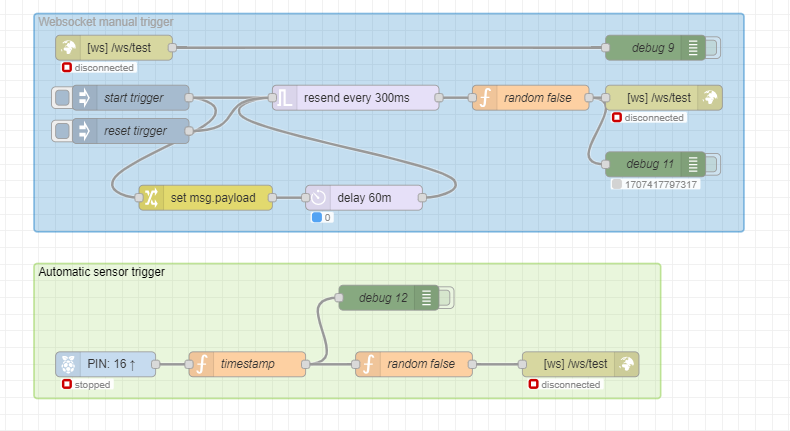 Websocket manual trigger
[ws] /ws/test
disconnected
debug 9
start trigger
resend every 300ms
random false
[ws] /ws/test
disconnected
reset tirgger
debug 11
1707417797317
set msg.payload
delay 60m
0
Automatic sensor trigger
debug 12
PIN: 16 ↑
stopped
timestamp
random false
[ws] /ws/test
disconnected